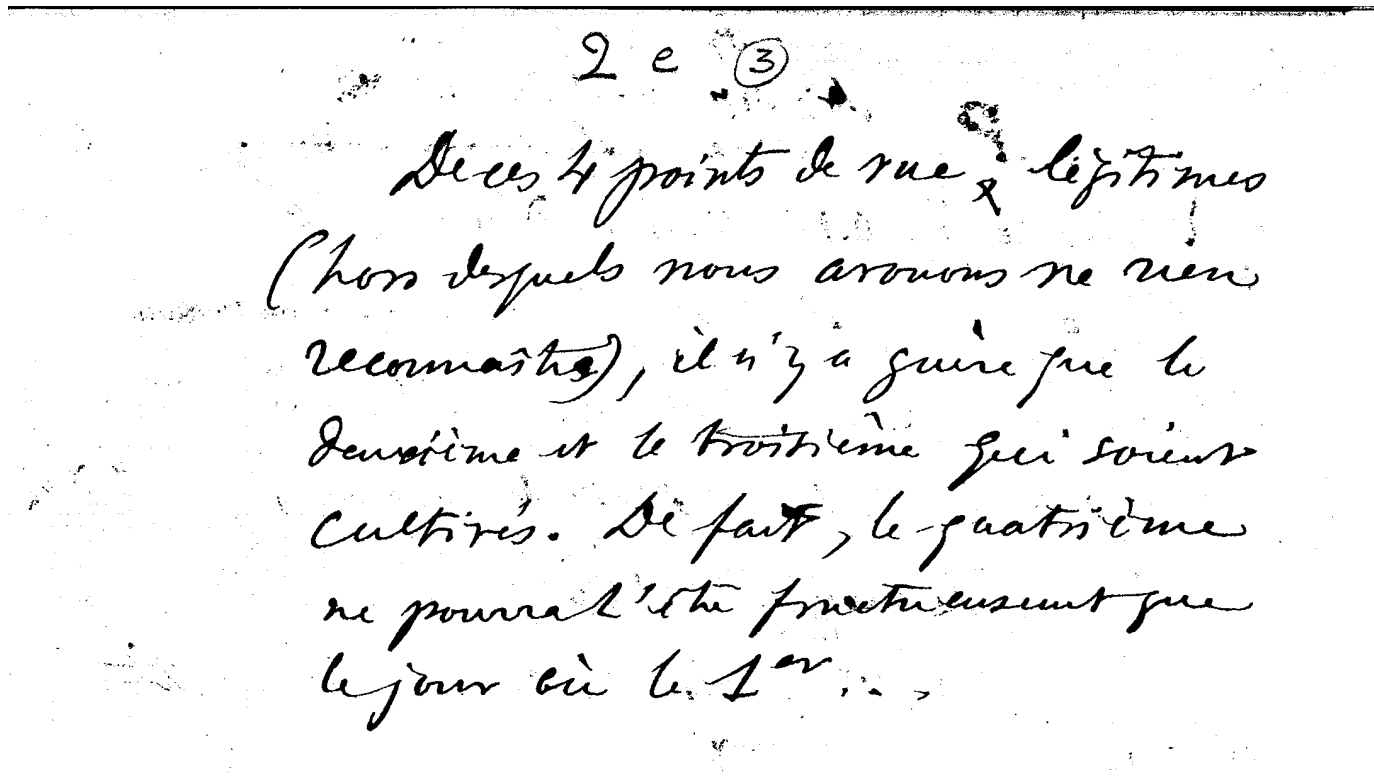 2 e ③
De ces 4 points de vue légitimes
(hors desquels nous avouons ne rien
reconnaître), il n'y a guère que le
deuxième et le troisième qui soient
cultivés. De fait, le quatrième
ne pourra l'être fructueusement que
le jour où le 1er ...